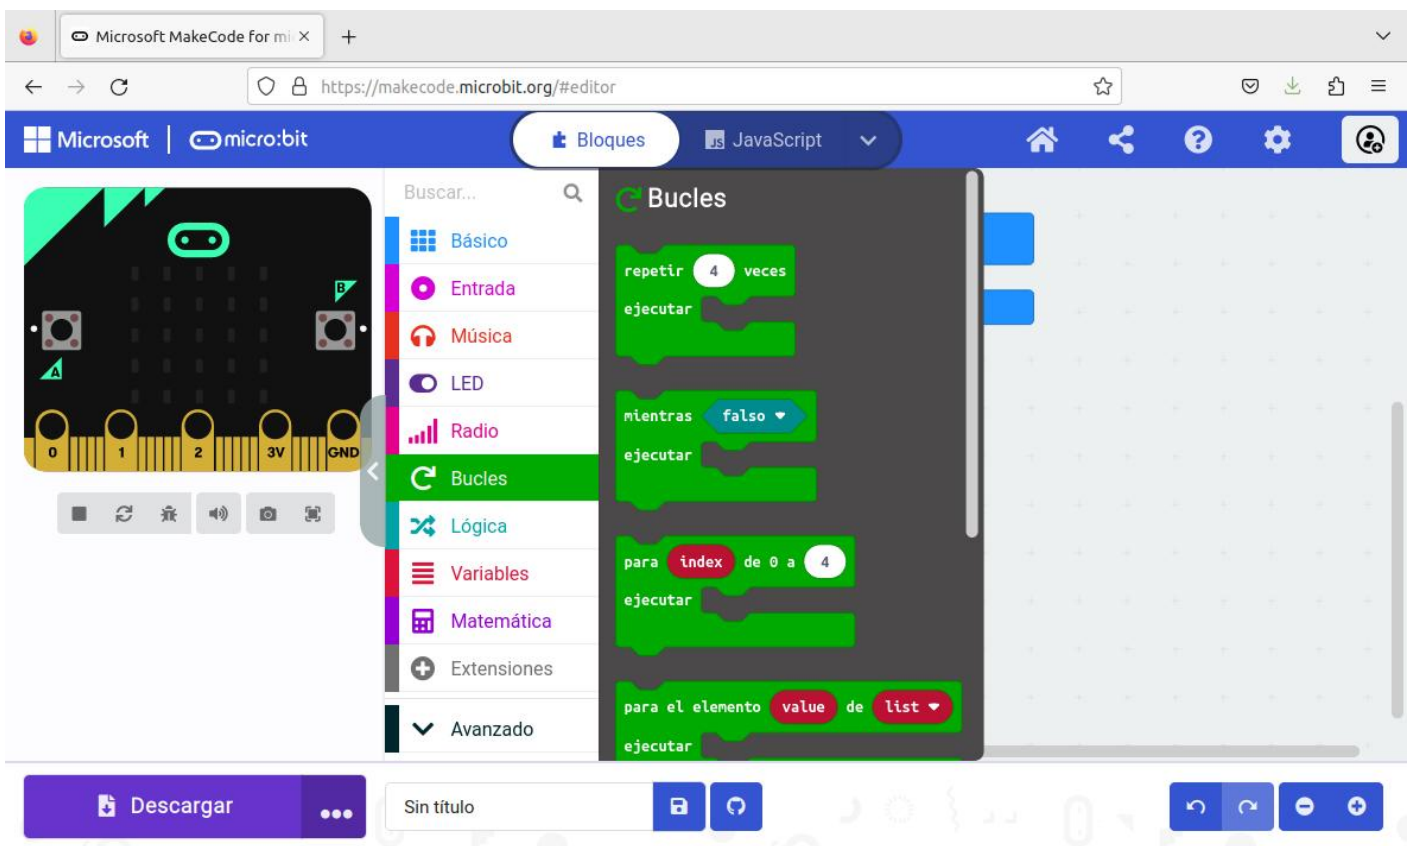 Microsoft MakeCode for mi
https://makecode.microbit.org/#editor
Microsoft
micro:bit
Bloques
JS
JavaScript
B
A
0 1 2 3V GND
Buscar...
Básico
Entrada
Música
LED
Radio
Bucles
Lógica
Variables
Matemática
Extensiones
Avanzado
Bucles
repetir 4 veces
ejecutar
mientras falso
ejecutar
para index de 0 a 4
ejecutar
para el elemento value de list
ejecutar
Descargar
Sin título